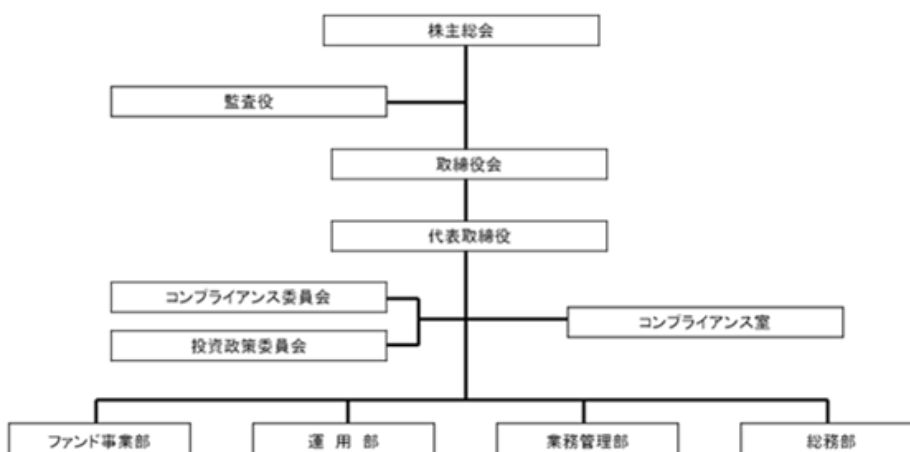 株主総会
監査役
取締役会
代表取締役
コンプライアンス委員会
コンプライアンス室
投資政策委員会
ファンド事業部
運 用 部
業務管理部
総務部